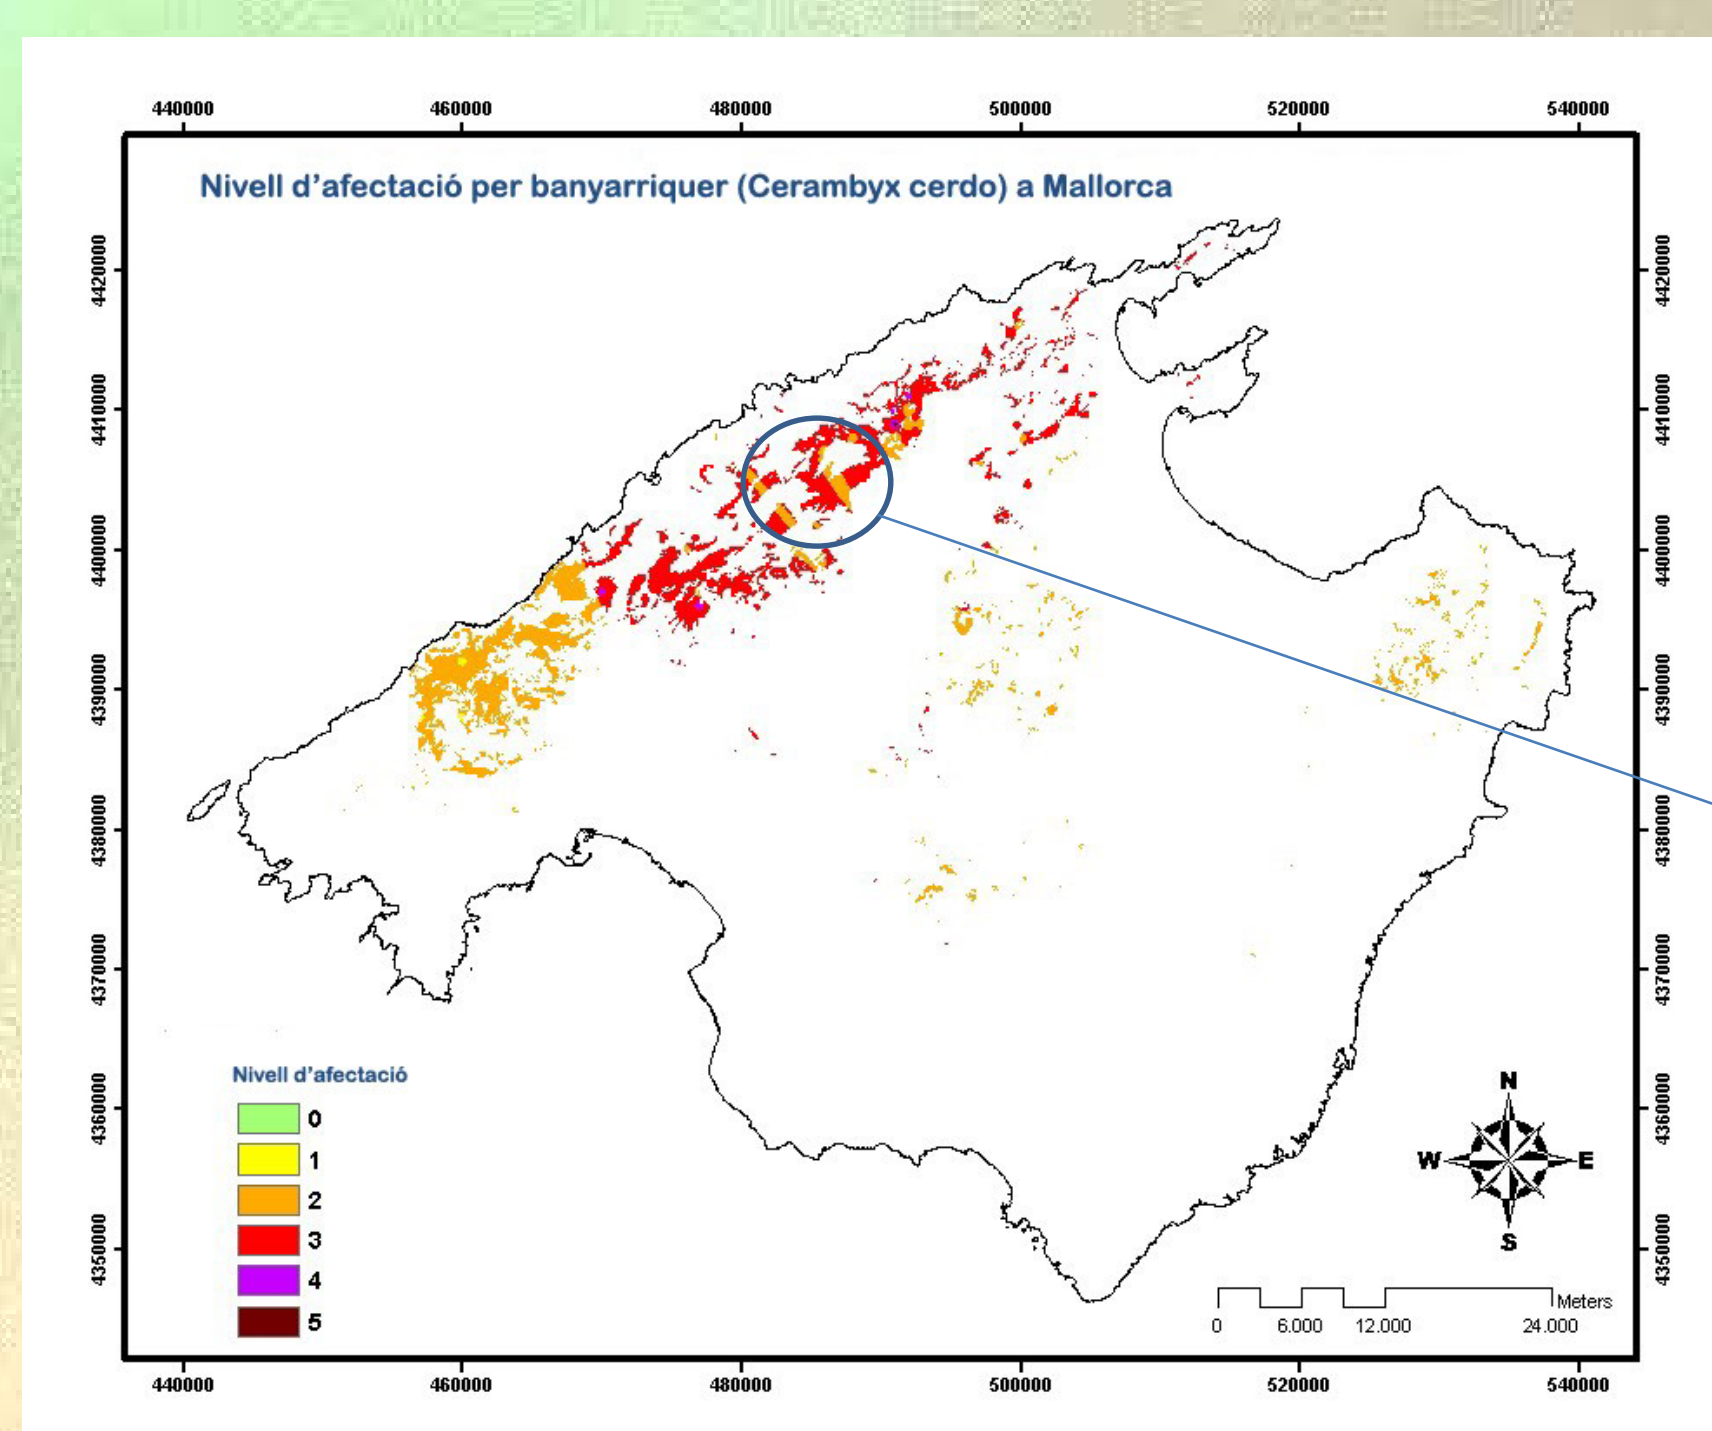 440000 460000 480000 500000 520000 540000
Nivell d'afectació per banyarriquer (Cerambyx cerdo) a Mallorca
4420000 4420000
4410000 4410000
4400000 4400000
4390000 4390000
4380000 4380000
4370000 4370000
4360000 4360000
4350000 4350000
Nivell d'afectació
0
1
2
3
4
5
N
W E
S
Meters
0 6.000 12.000 24.000
440000 460000 480000 500000 520000 540000